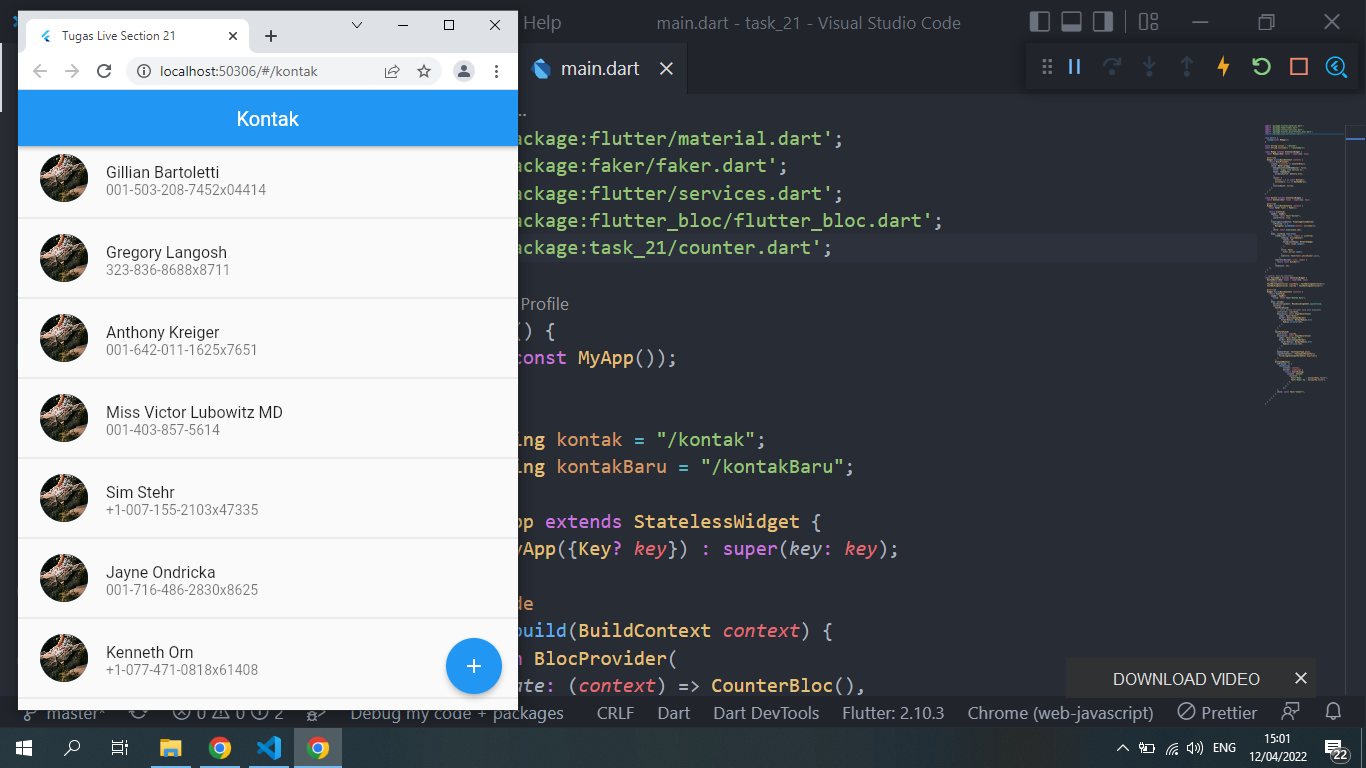 Tugas Live Section 21
localhost:50306/#/kontak
Kontak
Gillian Bartoletti
001-503-208-7452x04414
Gregory Langosh
323-836-8688x8711
Anthony Kreiger
001-642-011-1625x7651
Miss Victor Lubowitz MD
001-403-857-5614
Sim Stehr
+1-007-155-2103x47335
Jayne Ondricka
001-716-486-2830x8625
Kenneth Orn
+1-077-471-0818x61408
+
Help
main.dart - task_21 - Visual Studio Code
main.dart
ackage:flutter/material.dart';
ackage:faker/faker.dart';
ackage:flutter/services.dart';
ackage:flutter_bloc/flutter_bloc.dart';
ackage:task_21/counter.dart';
Profile
() {
const MyApp());
ing kontak = "/kontak";
ing kontakBaru = "/kontakBaru";
pp extends StatelessWidget {
yApp({Key? key}) : super(key: key);
de
build(BuildContext context) {
n BlocProvider(
ate: (context) => CounterBloc(),
DOWNLOAD VIDEO
master*
0 0 2
Debug my code + packages
CRLF
Dart
Dart DevTools
Flutter: 2.10.3
Chrome (web-javascript)
Prettier
ENG
15:01
12/04/2022
22